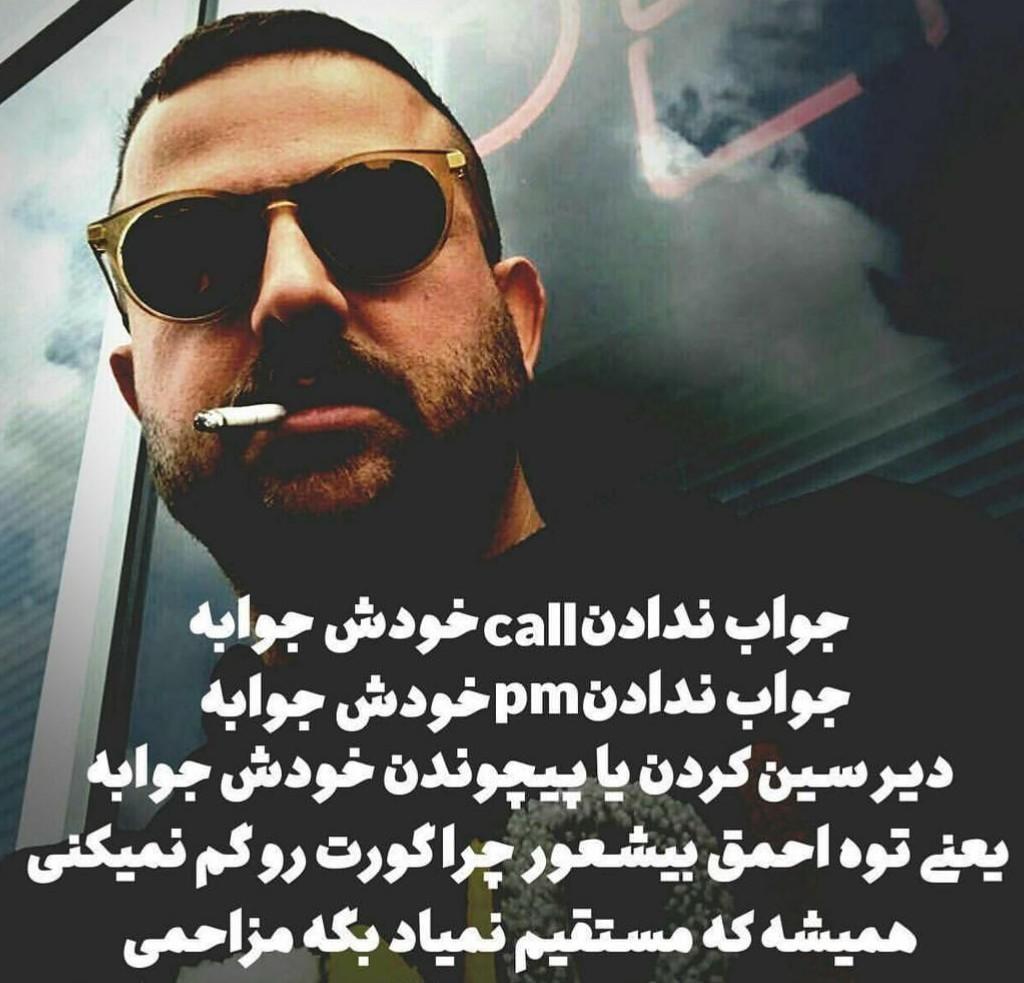 جواب ندادن call خودش جوابه
جواب ندادن pm خودش جوابه
دیر سین کردن یا پیچوندن خودش جوابه
یعنے توه احمق بیشعور چرا گورت رو گم نمیکنی
همیشه که مستقیم نمیاد بگه مزاحمی